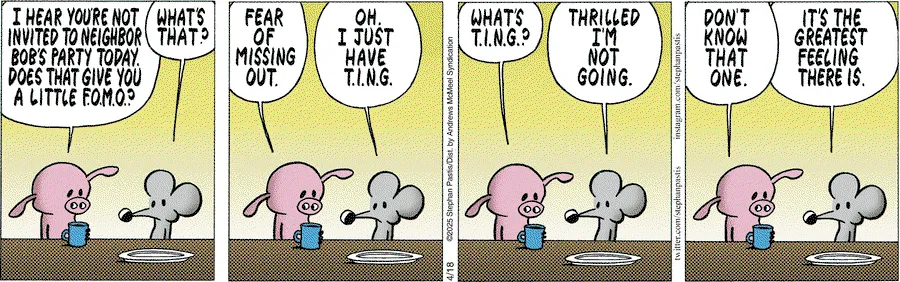 I HEAR YOU'RE NOT
INVITED TO NEIGHBOR
BOB'S PARTY TODAY.
DOES THAT GIVE YOU
A LITTLE F.O.M.O.?
WHAT'S
THAT?
FEAR
OF
MISSING
OUT.
OH.
I JUST
HAVE
T.I.N.G.
©2025 Stephan Pastis/Dist. by Andrews McMeel Syndication
4/18
WHAT'S
T.I.N.G.?
THRILLED
I'M
NOT
GOING.
twitter.com/stephanpastis
instagram.com/stephanpastis
DON'T
KNOW
THAT
ONE.
IT'S THE
GREATEST
FEELING
THERE IS.